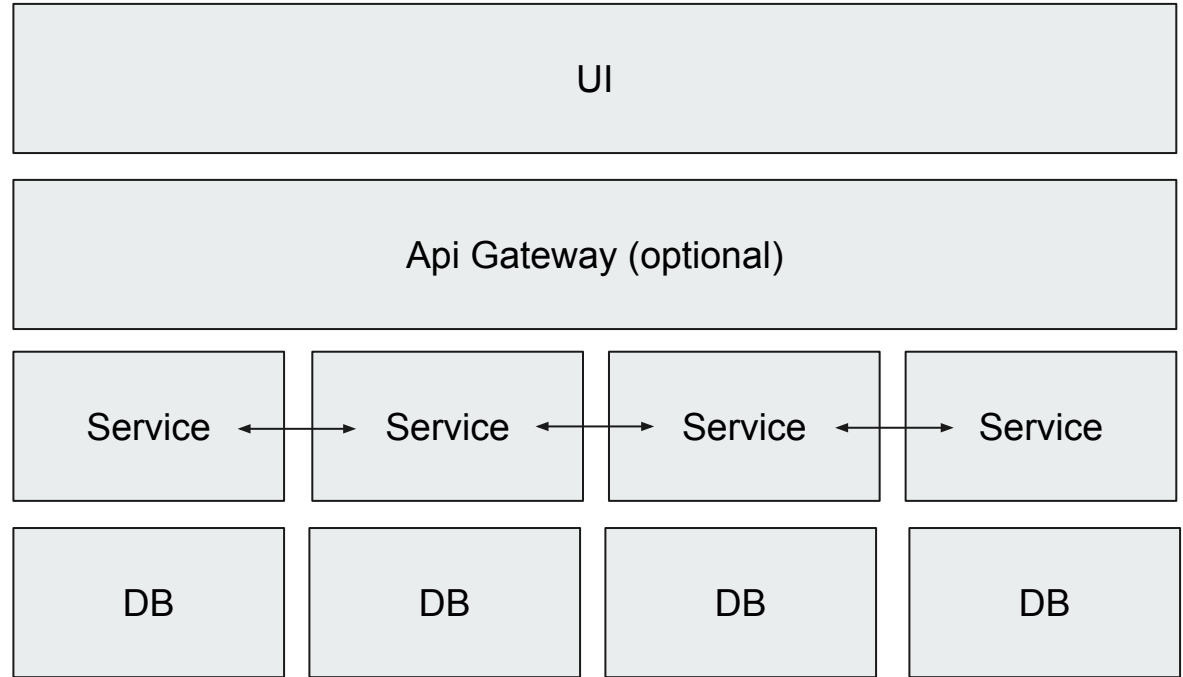 UI
Api Gateway (optional)
Service
Service
Service
Service
DB
DB
DB
DB